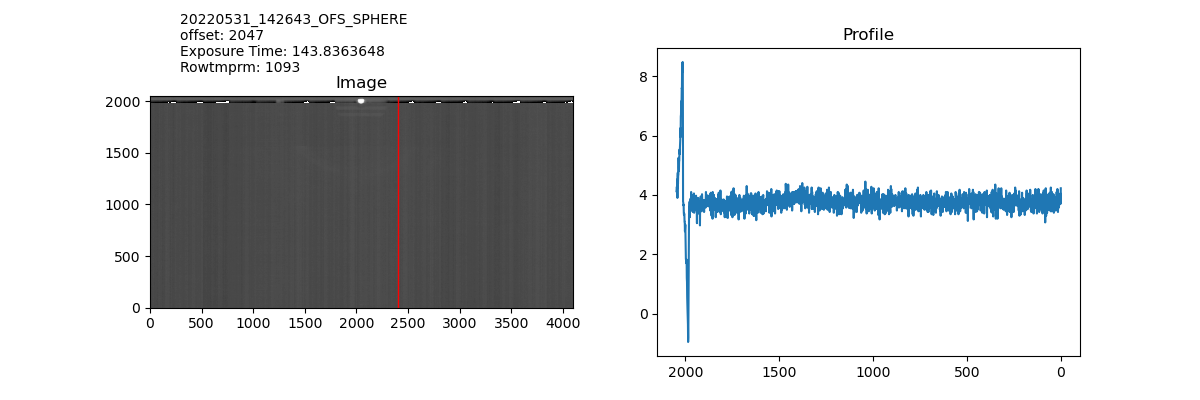 20220531_142643_OFS_SPHERE
offset: 2047
Exposure Time: 143.8363648
Rowtmprm: 1093
Image
2000
1500
1000
500
0
0 500 1000 1500 2000 2500 3000 3500 4000
Profile
8
6
4
2
0
2000 1500 1000 500 0